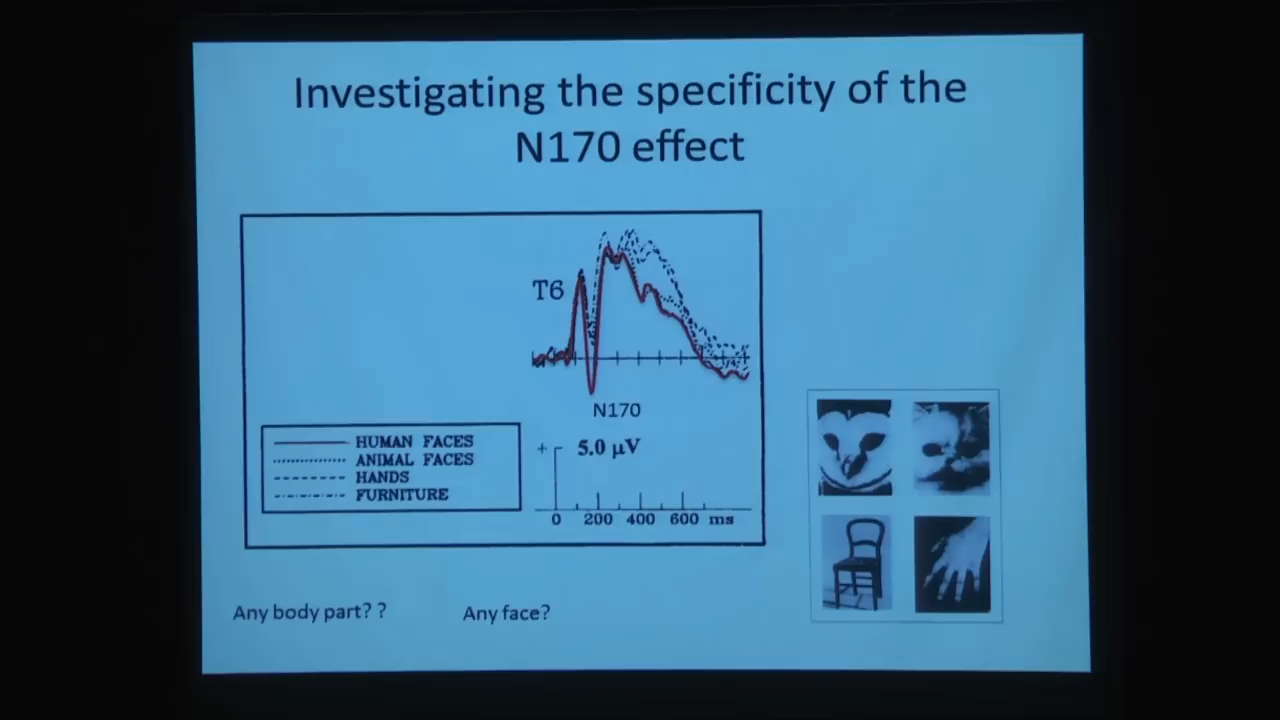 Investigating the specificity of the
N170 effect
T6
N170
HUMAN FACES
ANIMAL FACES
HANDS
FURNITURE
+ 5.0 µV
0 200 400 600 ms
Any body part? ?
Any face?